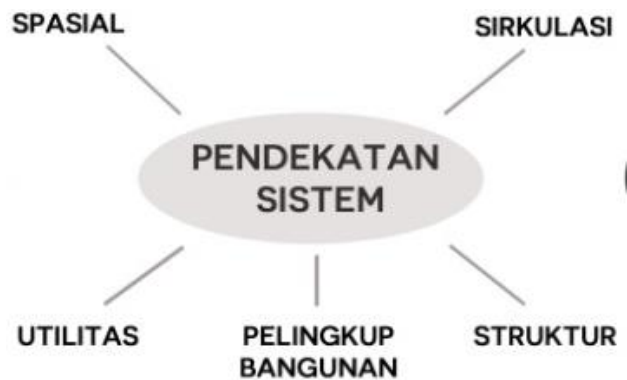 SPASIAL
SIRKULASI
PENDEKATAN
SISTEM
UTILITAS
PELINGKUP
BANGUNAN
STRUKTUR